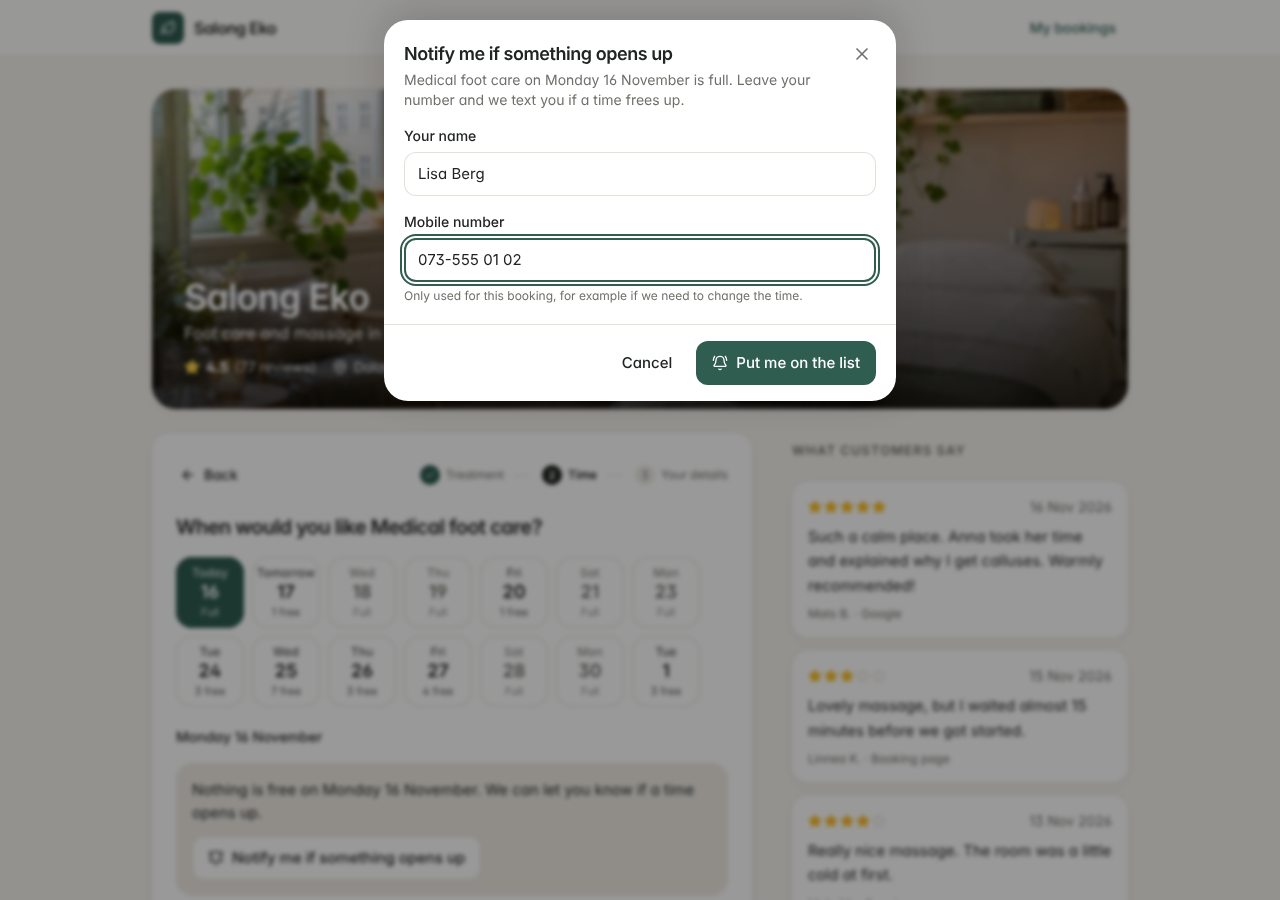 Salong Eko
My bookings
Notify me if something opens up
Medical foot care on Monday 16 November is full. Leave your
number and we text you if a time frees up.
Your name
Lisa Berg
Mobile number
073-555 01 02
Only used for this booking, for example if we need to change the time.
Cancel
Put me on the list
Salong Eko
Foot care and massage in
4.5 (77 reviews)
Back
Treatment
Time
3 Your details
When would you like Medical foot care?
Today Tomorrow Wed Thu Fri Sat Mon
16 17 18 19 20 21 23
Full 1 free Full Full 1 free Full Full
Tue Wed Thu Fri Sat Mon Tue
24 25 26 27 28 30 1
3 free 7 free 3 free 4 free Full Full 3 free
Monday 16 November
Nothing is free on Monday 16 November. We can let you know if a time
opens up.
Notify me if something opens up
WHAT CUSTOMERS SAY
16 Nov 2026
Such a calm place. Anna took her time
and explained why I get calluses. Warmly
recommended!
Mats B. · Google
15 Nov 2026
Lovely massage, but I waited almost 15
minutes before we got started.
Linnea K. · Booking page
13 Nov 2026
Really nice massage. The room was a little
cold at first.